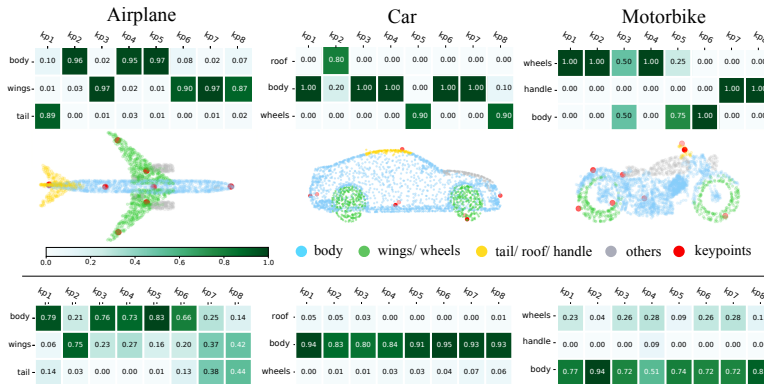 Airplane Car Motorbike
kp1 kp2 kp3 kp4 kp5 kp6 kp7 kp8 kp1 kp2 kp3 kp4 kp5 kp6 kp7 kp8 kp1 kp2 kp3 kp4 kp5 kp6 kp7 kp8
body 0.10 0.96 0.02 0.95 0.97 0.08 0.02 0.07 roof 0.00 0.80 0.00 0.00 0.00 0.00 0.00 0.00 wheels 1.00 1.00 0.50 1.00 0.25 0.00 0.00 0.00
wings 0.01 0.03 0.97 0.02 0.02 0.90 0.97 0.87 body 1.00 0.20 1.00 1.00 0.10 1.00 1.00 0.10 handle 0.00 0.00 0.00 0.00 0.00 0.00 1.00 1.00
tail 0.89 0.00 0.01 0.03 0.01 0.02 0.01 0.06 wheels 0.00 0.00 0.00 0.00 0.90 0.00 0.00 0.90 body 0.00 0.00 0.50 0.00 0.75 1.00 0.00 0.00
0.0 0.2 0.4 0.6 0.8 1.0
body wings/ wheels tail/ roof/ handle others keypoints
kp1 kp2 kp3 kp4 kp5 kp6 kp7 kp8 kp1 kp2 kp3 kp4 kp5 kp6 kp7 kp8 kp1 kp2 kp3 kp4 kp5 kp6 kp7 kp8
body 0.79 0.21 0.76 0.73 0.83 0.66 0.25 0.14 roof 0.05 0.05 0.03 0.00 0.00 0.00 0.00 0.01 wheels 0.23 0.04 0.26 0.28 0.09 0.26 0.28
wings 0.06 0.75 0.23 0.27 0.16 0.20 0.37 0.42 body 0.94 0.83 0.80 0.84 0.91 0.95 0.93 0.93 handle 0.00 0.00 0.00 0.09 0.00 0.00 0.00
tail 0.14 0.03 0.00 0.00 0.01 0.13 0.38 0.44 wheels 0.00 0.01 0.03 0.03 0.03 0.04 0.07 0.06 body 0.77 0.94 0.72 0.51 0.74 0.72 0.72